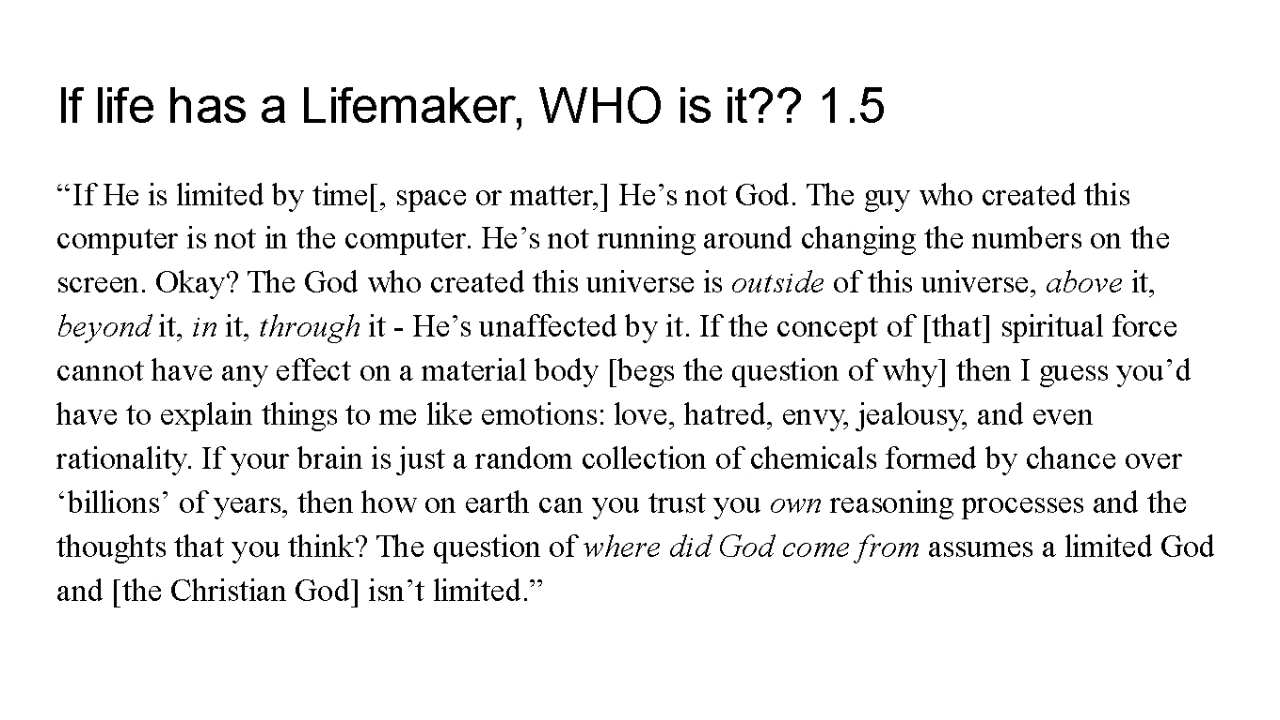 If life has a Lifemaker, WHO is it?? 1.5
“If He is limited by time[, space or matter,] He’s not God. The guy who created this
computer is not in the computer. He’s not running around changing the numbers on the
screen. Okay? The God who created this universe is outside of this universe, above it,
beyond it, in it, through it - He’s unaffected by it. If the concept of [that] spiritual force
cannot have any effect on a material body [begs the question of why] then I guess you’d
have to explain things to me like emotions: love, hatred, envy, jealousy, and even
rationality. If your brain is just a random collection of chemicals formed by chance over
‘billions’ of years, then how on earth can you trust you own reasoning processes and the
thoughts that you think? The question of where did God come from assumes a limited God
and [the Christian God] isn’t limited.”